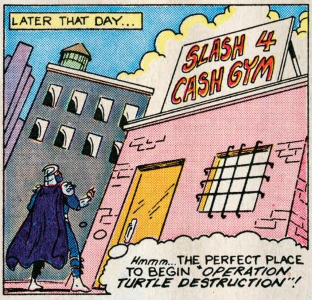 LATER THAT DAY...
SLASH 4
CASH GYM
Hmmm...THE PERFECT PLACE
TO BEGIN "OPERATION
TURTLE DESTRUCTION"!